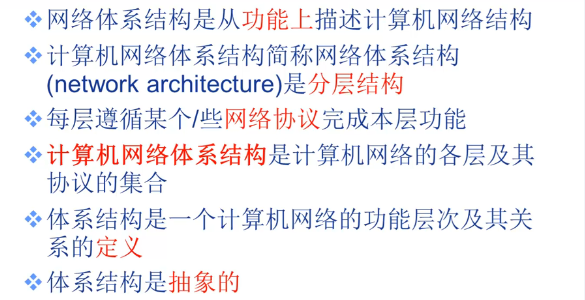 网络体系结构是从功能上描述计算机网络结构
计算机网络体系结构简称网络体系结构
(network architecture)是分层结构
每层遵循某个/些网络协议完成本层功能
计算机网络体系结构是计算机网络的各层及其
协议的集合
体系结构是一个计算机网络的功能层次及其关
系的定义
体系结构是抽象的